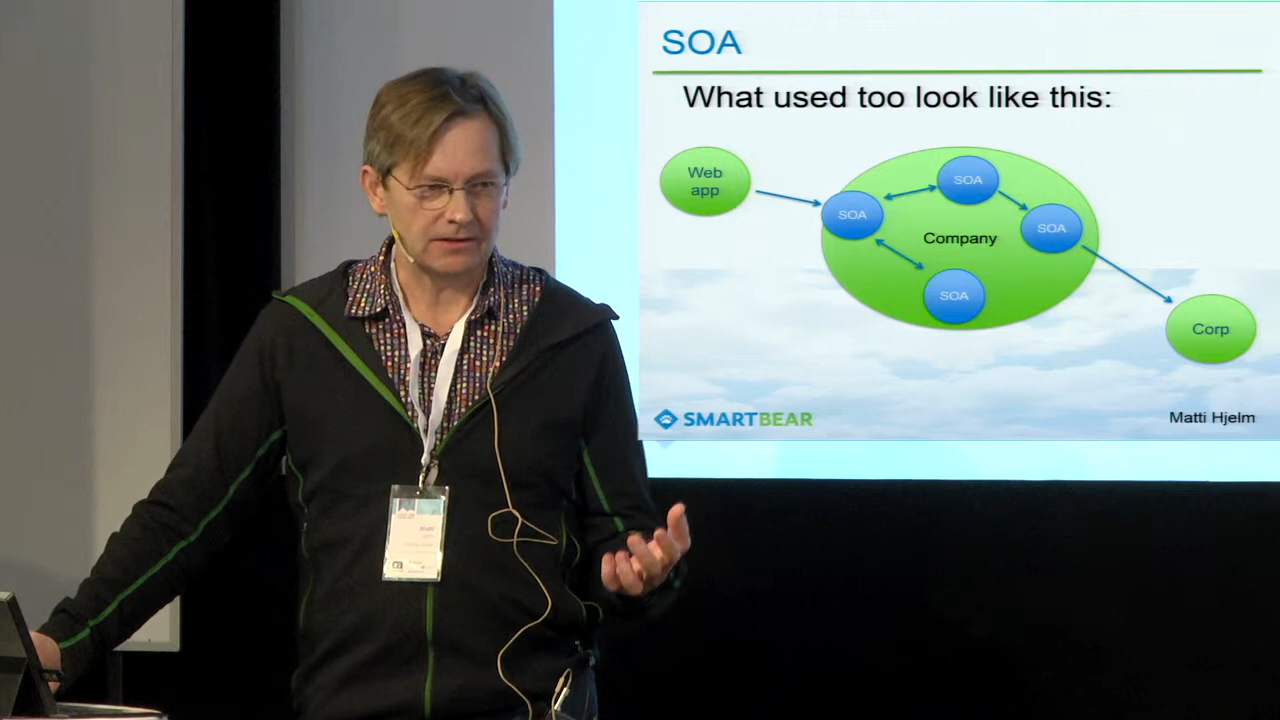 SOA
What used too look like this:
Web
app
SOA
SOA
SOA
Company
SOA
Corp
SMARTBEAR
Matti Hjelm